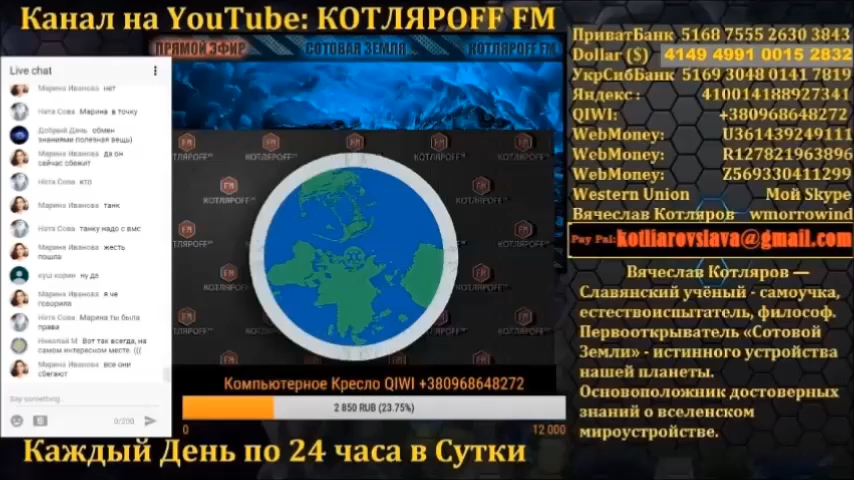 Канал на YouTube: КОТЛЯРОFF FM
ПРЯМОЙ ЭФИР
СОТОВАЯ ЗЕМЛЯ
КОТЛЯРОFF FM
Live chat
Марина Иванова нет
Ната Сова Марина в точку
Добрый День обмен
знаниями полезная вещь)
Марина Иванова да он
сейчас сбежит
Ната Сова кто
Марина Иванова танк
Ната Сова танку надо с вмс
Марина Иванова жесть
пошла
куш корин ну да
Марина Иванова я че
говорила
Ната Сова Марина ты была
права
Николай М Вот так всегда, на
самом интересном месте. (((
Марина Иванова все они
сбегают
Say something...
0/200
FM
КОТЛЯРОFF
Компьютерное Кресло QIWI +380968648272
2 850 RUB (23.75%)
0
12 000
Каждый День по 24 часа в Сутки
ПриватБанк 5168 7555 2630 3843
Dollar ($) 4149 4991 0015 2832
УкрСибБанк 5169 3048 0141 7819
Яндекс: 410014188927341
QIWI: +380968648272
WebMoney: U361439249111
WebMoney: R127821963896
WebMoney: Z569330411299
Western Union Мой Skype
Вячеслав Котляров wmorrowind
Pay Pal: kotliarovslava@gmail.com
Вячеслав Котляров —
Славянский учёный - самоучка,
естествоиспытатель, философ.
Первооткрыватель «Сотовой
Земли» - истинного устройства
нашей планеты.
Основоположник достоверных
знаний о вселенском
мироустройстве.